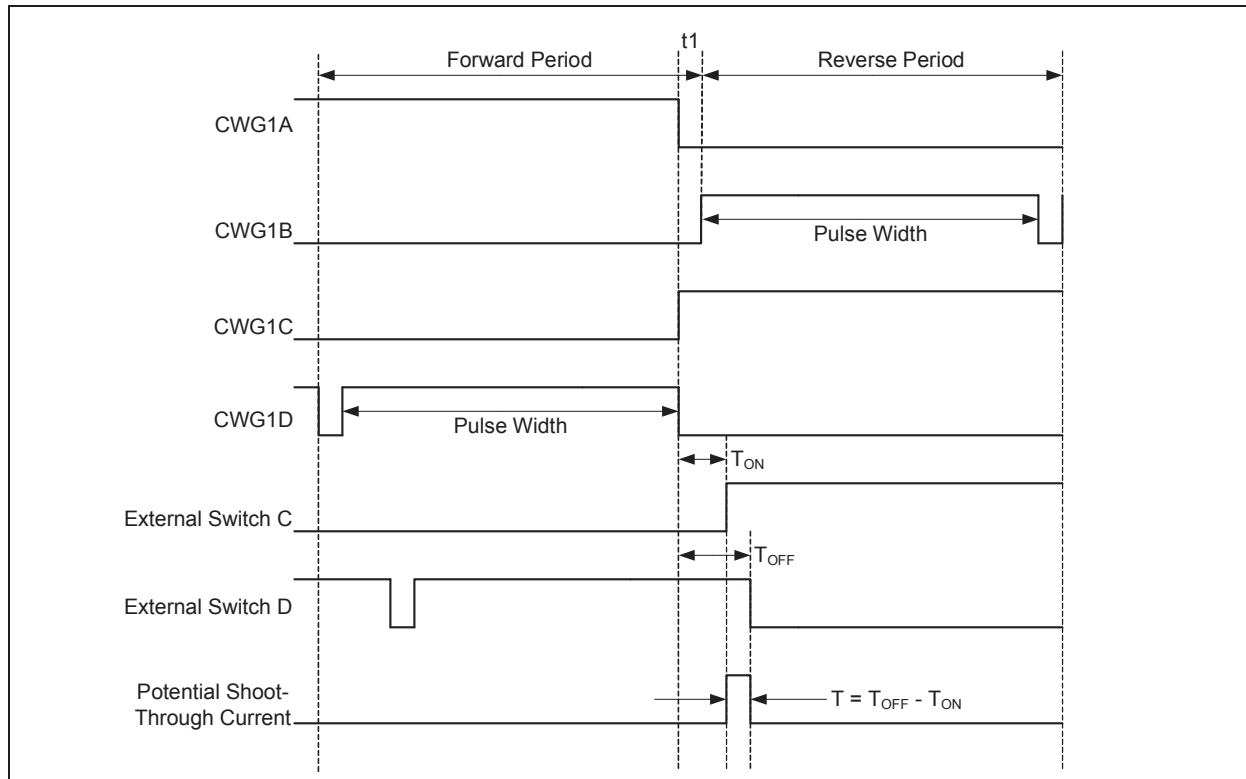 t1
Forward Period
Reverse Period
CWG1A
CWG1B
Pulse Width
CWG1C
CWG1D
Pulse Width
TON
External Switch C
TOFF
External Switch D
Potential Shoot-
Through Current
T = TOFF - TON